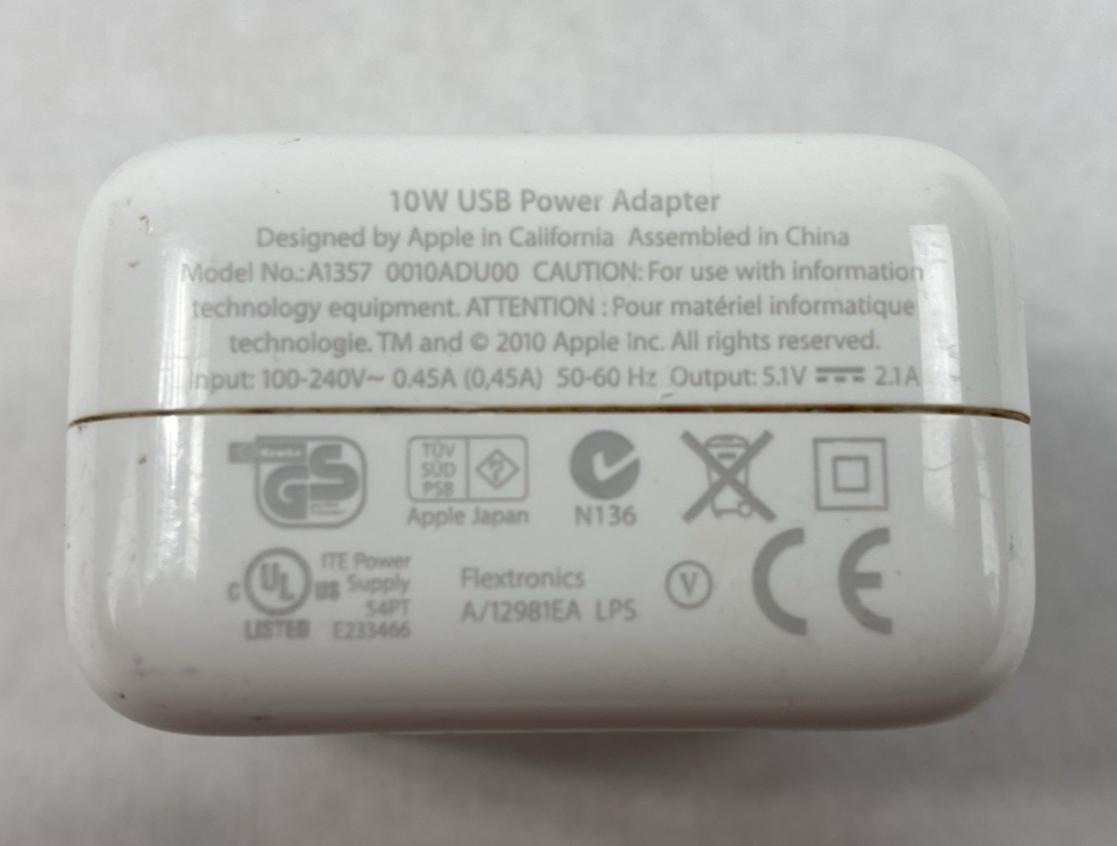 10W USB Power Adapter
Designed by Apple in California Assembled in China
Model No.:A1357 0010ADU00 CAUTION: For use with information
technology equipment. ATTENTION : Pour matériel informatique
technologie. TM and © 2010 Apple Inc. All rights reserved.
Input: 100-240V~ 0.45A (0,45A) 50-60 Hz Output: 5.1V ⎓ 2.1A
GS
TÜV
SÜD
PSB
Apple Japan
N136
C UL US
LISTED
ITE Power
Supply
54PT
E233466
Flextronics
A/12981EA LPS
V
CE